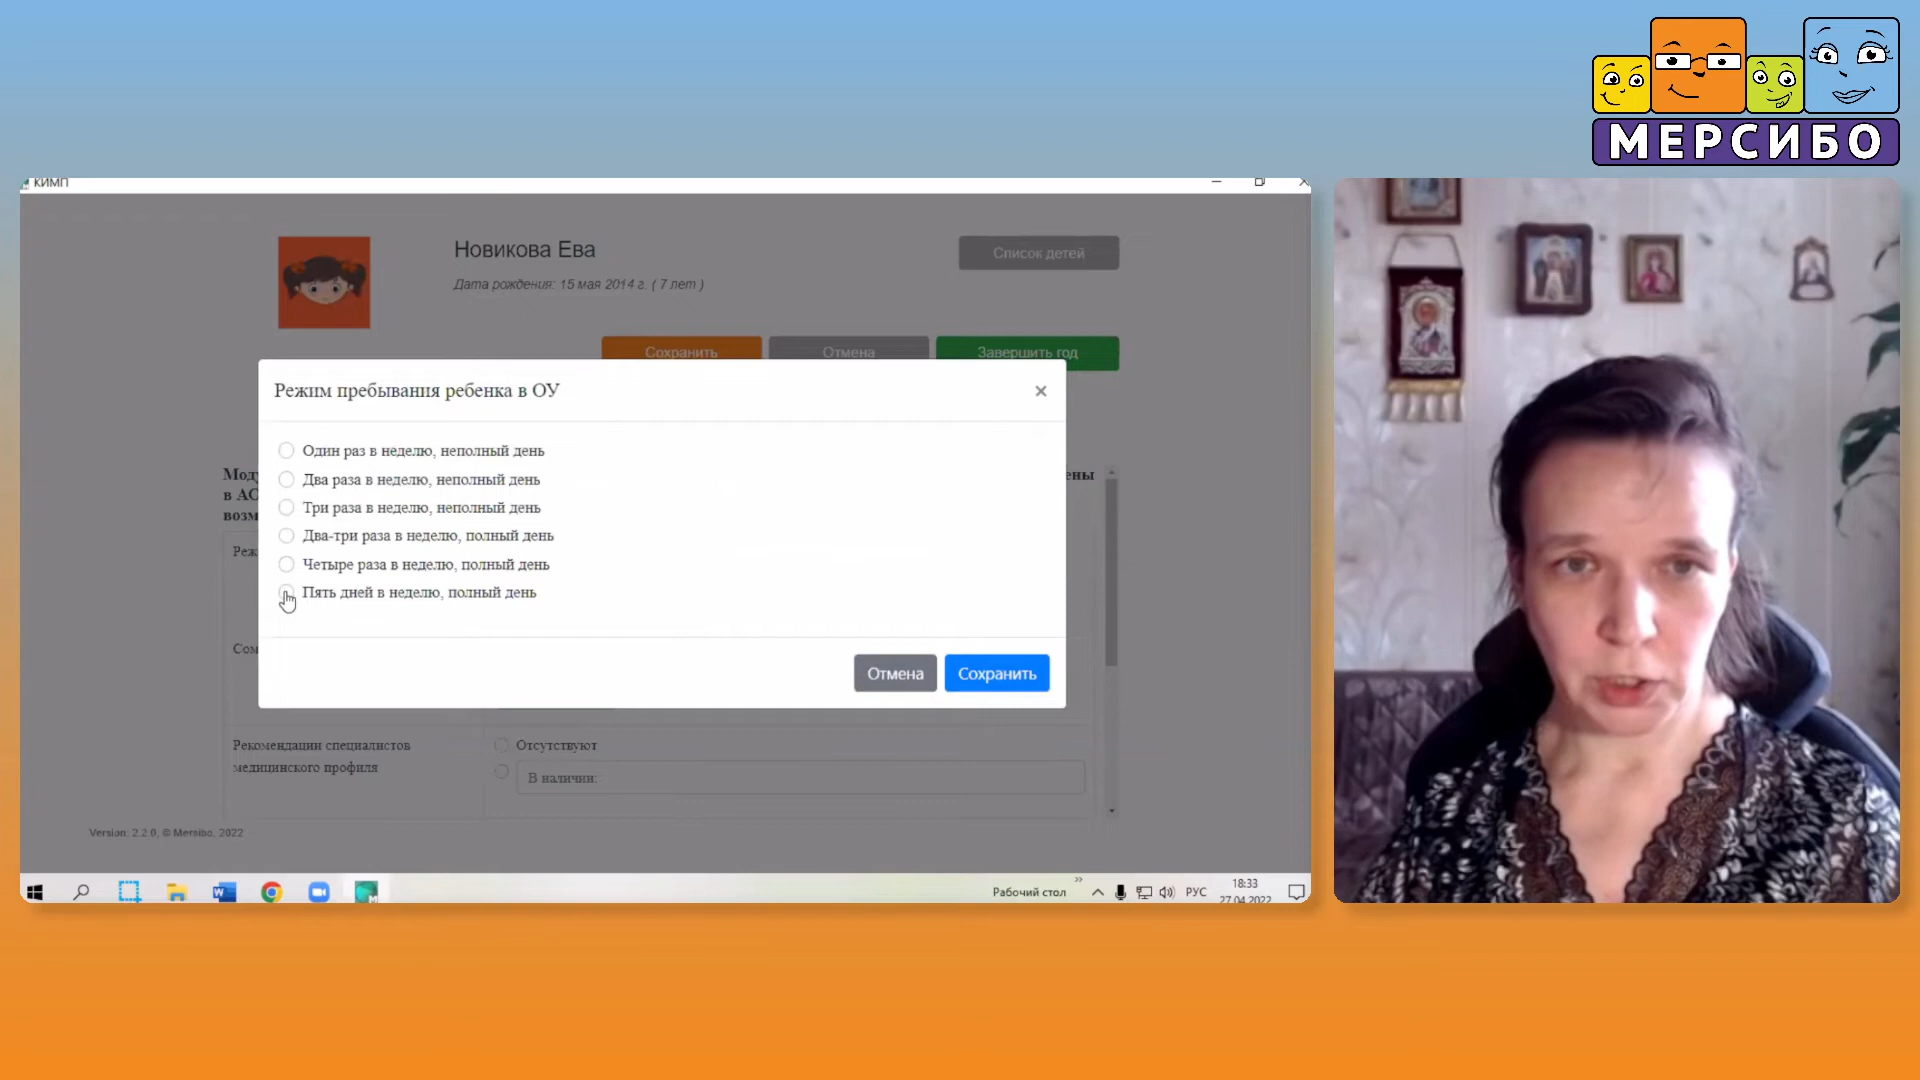 МЕРСИБО
КИМП
Новикова Ева
Список детей
Дата рождения: 15 мая 2014 г. ( 7 лет )
Сохранить
Отмена
Завершить год
Режим пребывания ребенка в ОУ
×
Один раз в неделю, неполный день
Два раза в неделю, неполный день
Три раза в неделю, неполный день
Два-три раза в неделю, полный день
Четыре раза в неделю, полный день
Пять дней в неделю, полный день
Отмена
Сохранить
Рекомендации специалистов
медицинского профиля
Отсутствуют
В наличии:
Version: 2.2.0, © Mersibo, 2022
Рабочий стол
РУС
18:33
27.04.2022